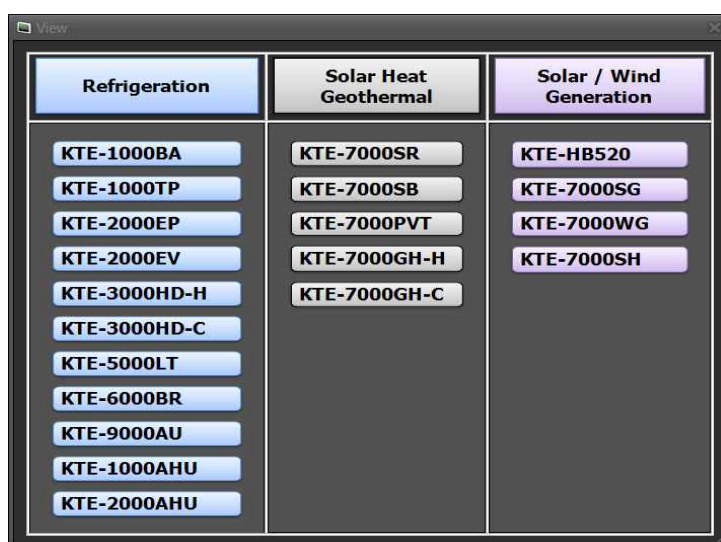 View
Refrigeration
Solar Heat
Geothermal
Solar / Wind
Generation
KTE-1000BA
KTE-1000TP
KTE-2000EP
KTE-2000EV
KTE-3000HD-H
KTE-3000HD-C
KTE-5000LT
KTE-6000BR
KTE-9000AU
KTE-1000AHU
KTE-2000AHU
KTE-7000SR
KTE-7000SB
KTE-7000PVT
KTE-7000GH-H
KTE-7000GH-C
KTE-HB520
KTE-7000SG
KTE-7000WG
KTE-7000SH